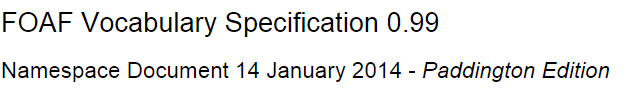 FOAF Vocabulary Specification 0.99
Namespace Document 14 January 2014 - Paddington Edition